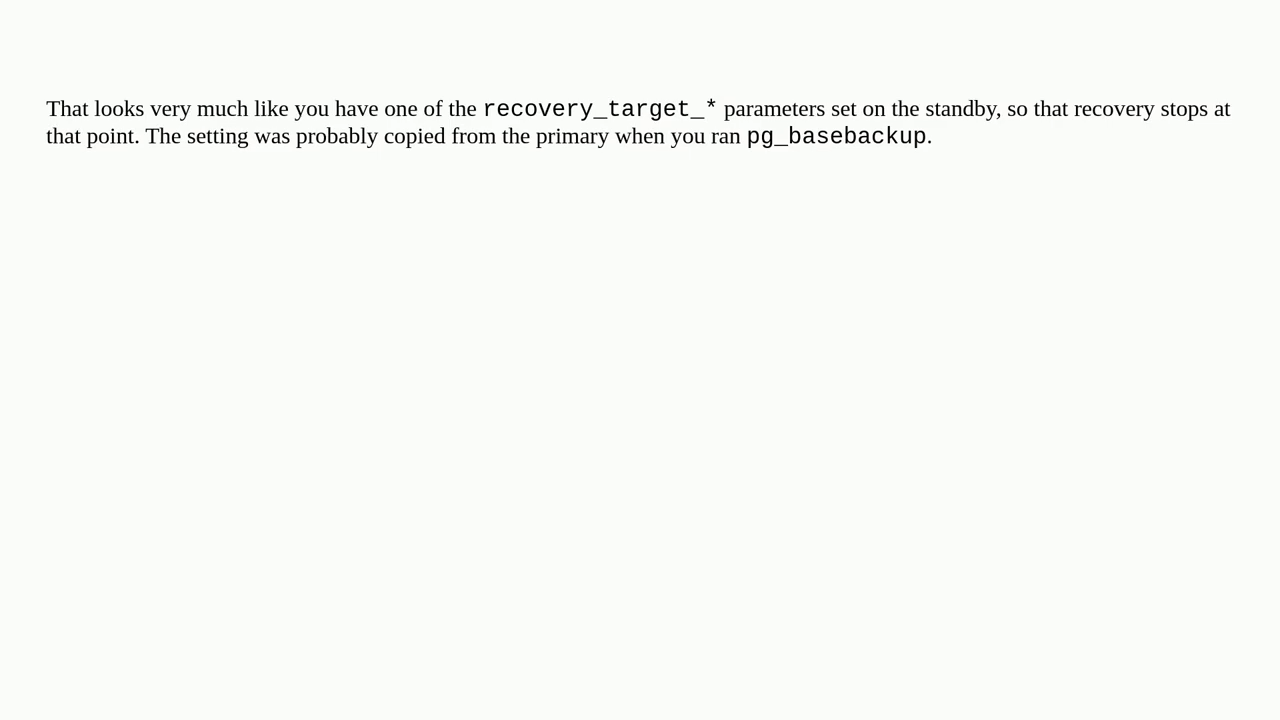 That looks very much like you have one of the recovery_target_* parameters set on the standby, so that recovery stops at
that point. The setting was probably copied from the primary when you ran pg_basebackup.